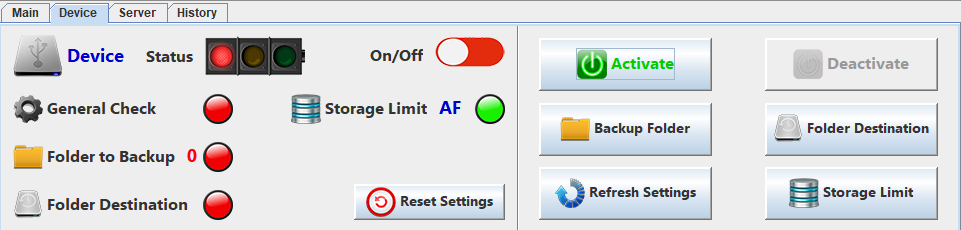 Main Device Server History
Device Status On/Off
General Check Storage Limit AF
Folder to Backup 0
Folder Destination Reset Settings
Activate Deactivate
Backup Folder Folder Destination
Refresh Settings Storage Limit